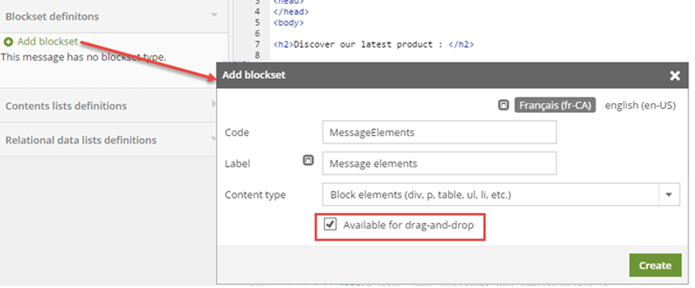 Blockset definitons
Add blockset
This message has no blockset type.
Contents lists definitions
Relational data lists definitions
3 <head>
4 </head>
5 <body>
6
7 <h2>Discover our latest product : </h2>
8
Add blockset
Français (fr-CA) english (en-US)
Code MessageElements
Label Message elements
Content type Block elements (div, p, table, ul, li, etc.)
Available for drag-and-drop
Create